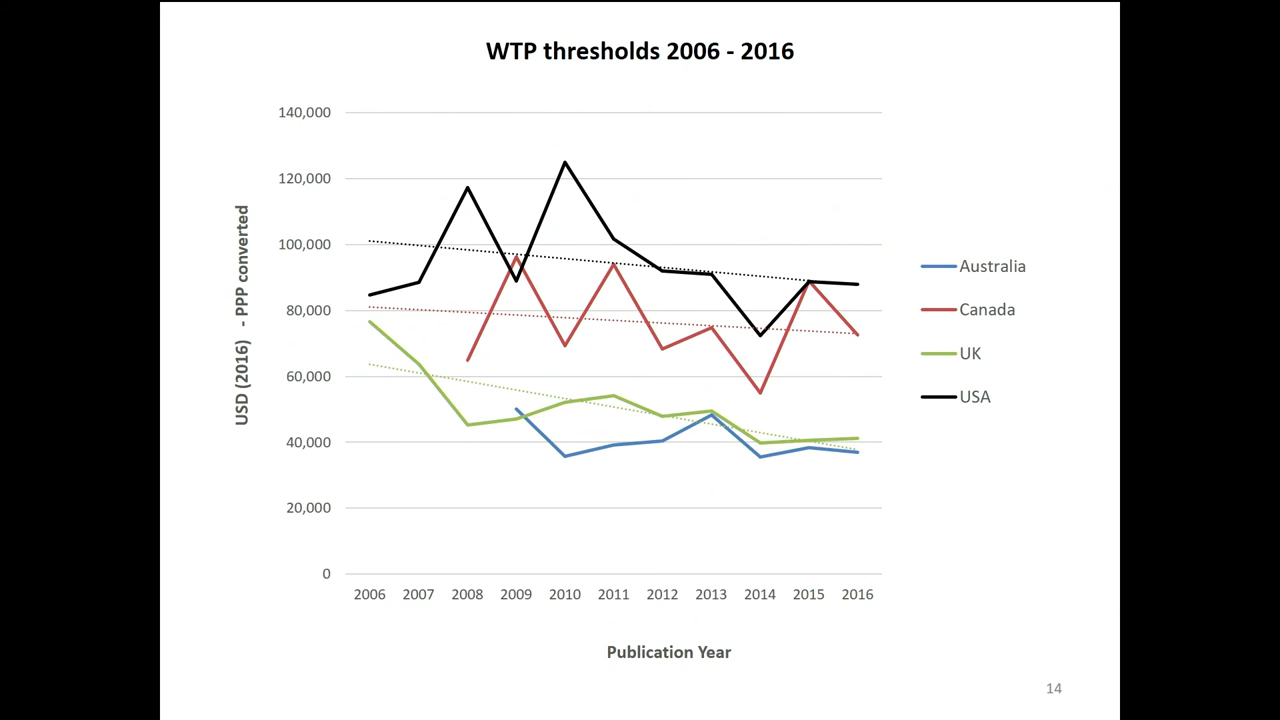 WTP thresholds 2006 - 2016
USD (2016)   - PPP converted
140,000
120,000
100,000
80,000
60,000
40,000
20,000
0
2006 2007 2008 2009 2010 2011 2012 2013 2014 2015 2016
Publication Year
Australia
Canada
UK
USA
14